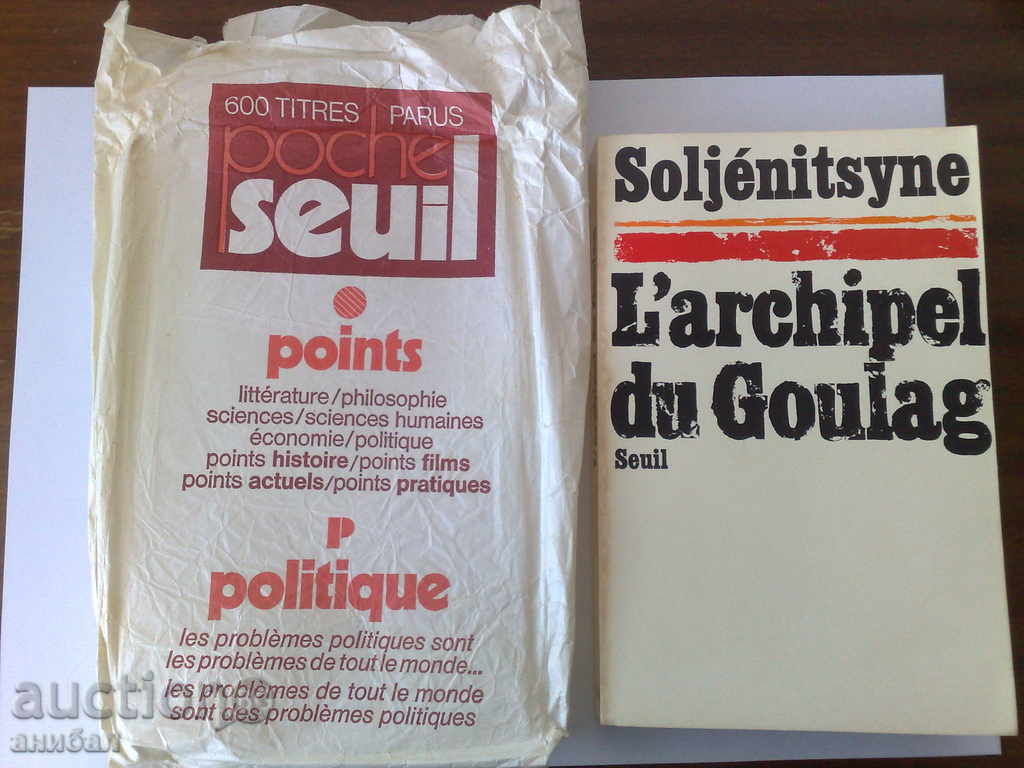 600 TITRES PARUS
poche
seuil
points
littérature/philosophie
sciences/sciences humaines
économie/politique
points histoire/points films
points actuels/points pratiques
P
politique
les problèmes politiques sont
les problèmes de tout le monde...
les problèmes de tout le monde
sont des problèmes politiques
Soljénitsyne
L'archipel
du Goulag
Seuil
auction
анибал